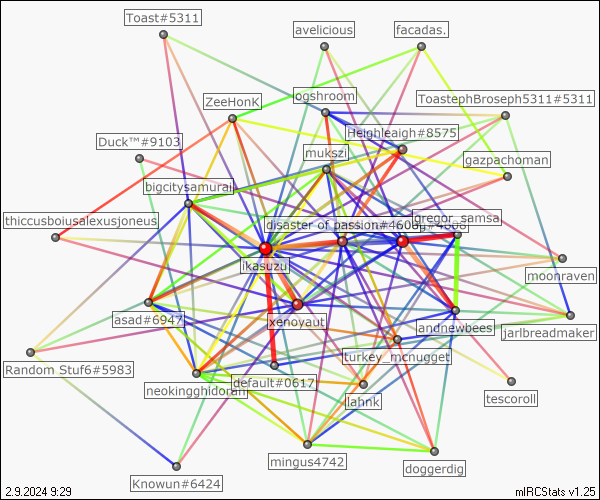 Toast#5311
avelicious
facadas.
ZeeHonK
ogshroom
ToastephBroseph5311#5311
Duck™#9103
Heighleigh#8575
mukszi
gazpachoman
bigcitysamurai
thiccusboiusalexusjoneus
disaster of passion#460
gregor_samsa
ikasuzu
moonraven
asad#6947
xenoyaut
andnewbees
jarlbreadmaker
turkey_mcnugget
Random Stuf6#5983
neokingghidorah
default#0617
lahnk
tescoroll
mingus4742
doggerdig
Knowun#6424
2.9.2024 9:29
mIRCStats v1.25